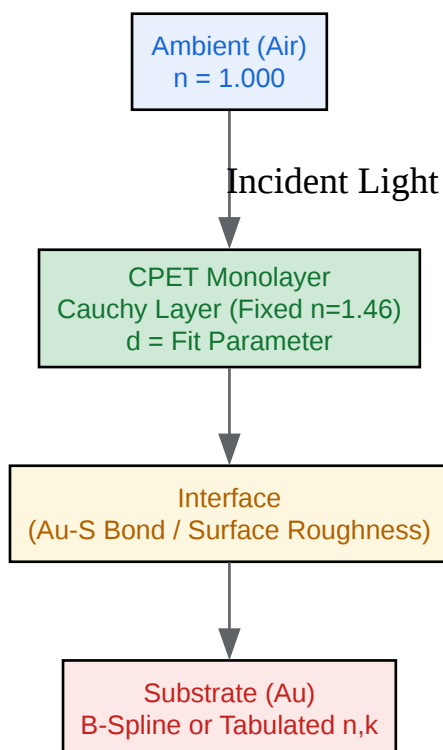 Ambient (Air)
n = 1.000
Incident Light
CPET Monolayer
Cauchy Layer (Fixed n=1.46)
d = Fit Parameter
Interface
(Au-S Bond / Surface Roughness)
Substrate (Au)
B-Spline or Tabulated n,k